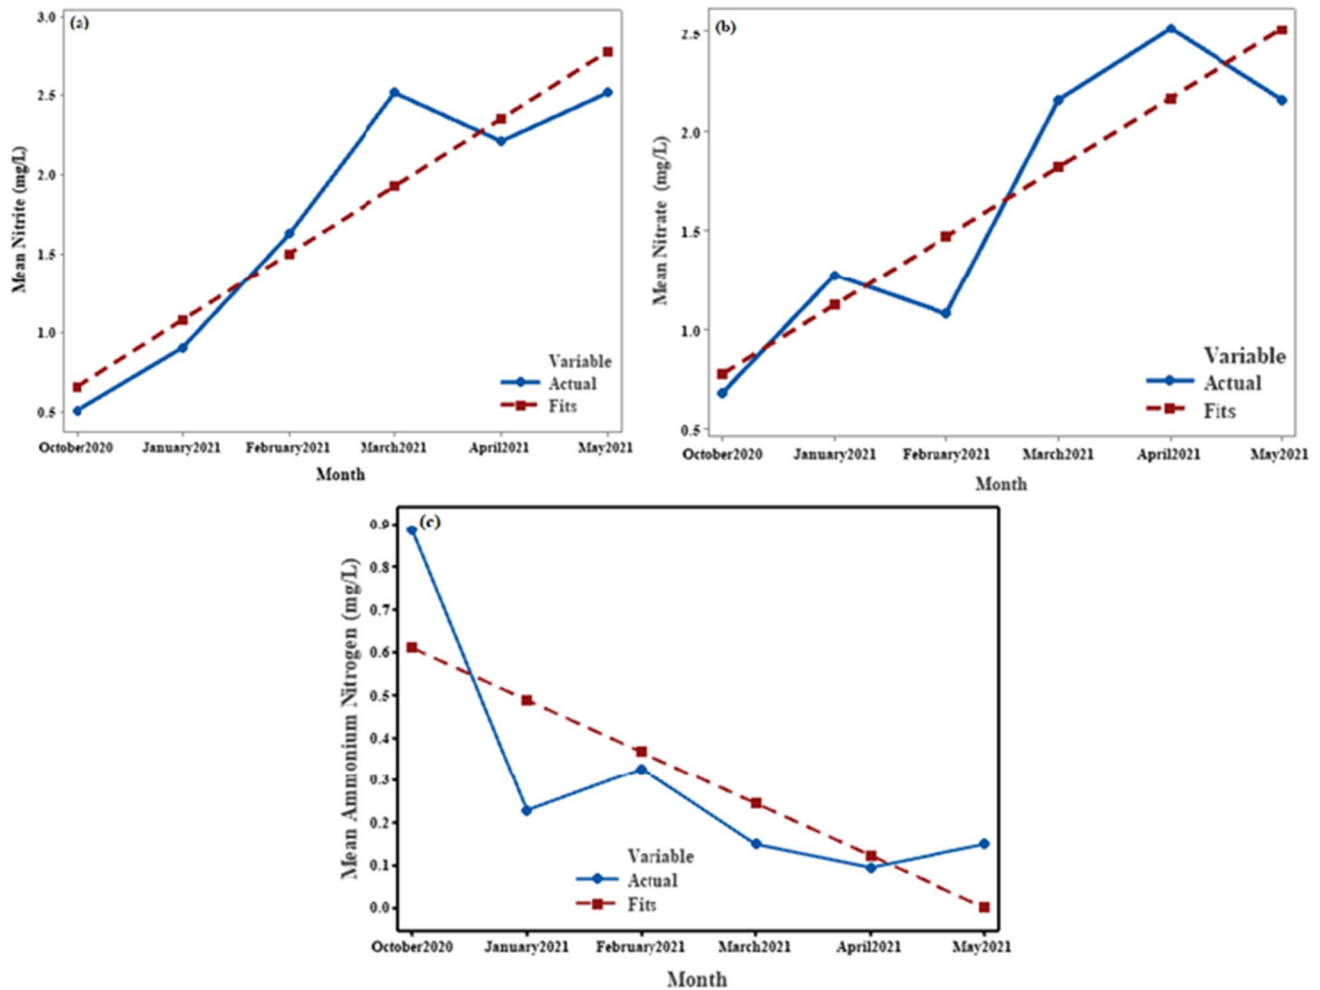 (a)
3.0
2.5
2.0
1.5
1.0
0.5
Mean Nitrite (mg/L)
Variable
Actual
Fits
October2020 January2021 February2021 March2021 April2021 May2021
Month
(b)
2.5
2.0
1.5
1.0
0.5
Mean Nitrate (mg/L)
Variable
Actual
Fits
October2020 January2021 February2021 March2021 April2021 May2021
Month
(c)
0.9
0.8
0.7
0.6
0.5
0.4
0.3
0.2
0.1
0.0
Mean Ammonium Nitrogen (mg/L)
Variable
Actual
Fits
October2020 January2021 February2021 March2021 April2021 May2021
Month